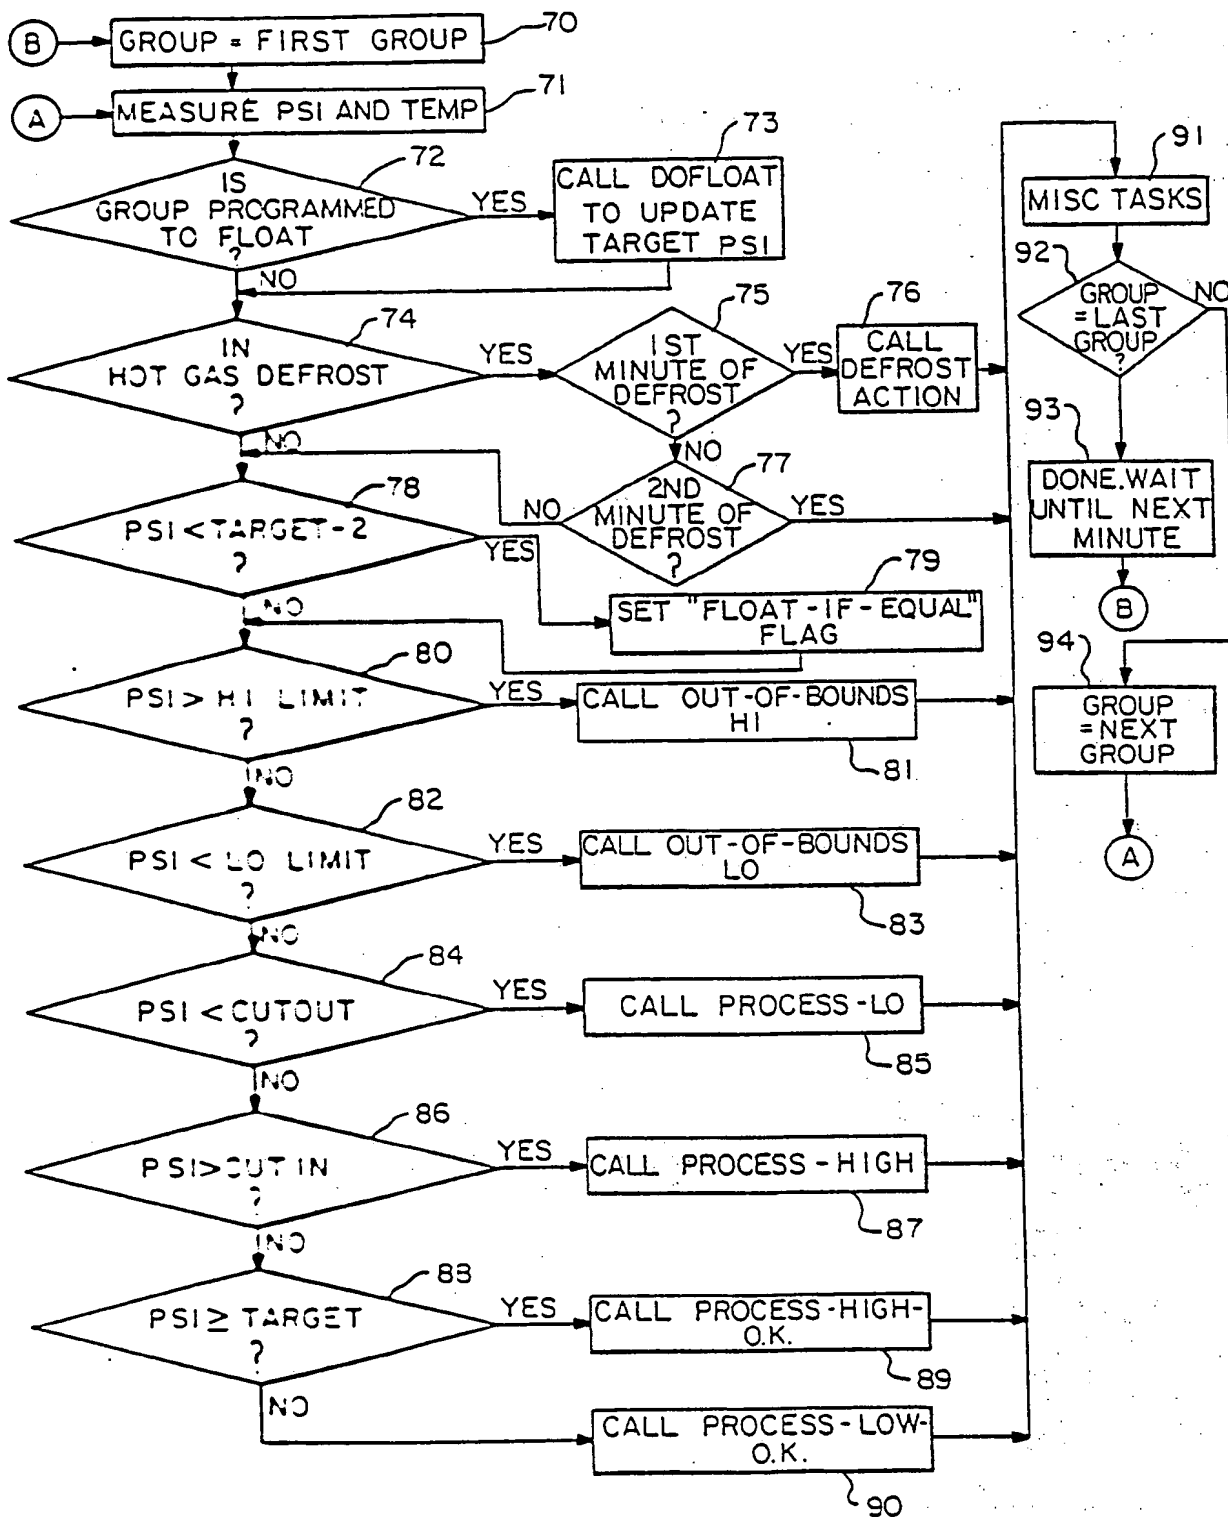 B
GROUP = FIRST GROUP
70
A
MEASURE PSI AND TEMP
71
72
IS
GROUP PROGRAMMED
TO FLOAT
?
YES
NO
73
CALL DOFLOAT
TO UPDATE
TARGET PSI
74
IN
HOT GAS DEFROST
?
YES
NO
75
1ST
MINUTE OF
DEFROST
?
YES
NO
76
CALL
DEFROST
ACTION
77
2ND
MINUTE OF
DEFROST
?
NO
YES
78
PSI < TARGET-2
?
YES
NO
79
SET "FLOAT-IF-EQUAL"
FLAG
80
PSI > HI LIMIT
?
YES
NO
CALL OUT-OF-BOUNDS
HI
81
82
PSI < LO LIMIT
?
YES
NO
CALL OUT-OF-BOUNDS
LO
83
84
PSI < CUTOUT
?
YES
NO
CALL PROCESS-LO
85
86
PSI > CUT IN
?
YES
NO
CALL PROCESS-HIGH
87
88
PSI ≥ TARGET
?
YES
NO
CALL PROCESS-HIGH-
O.K.
89
CALL PROCESS-LOW-
O.K.
90
91
MISC TASKS
92
GROUP
=LAST
GROUP
?
NO
93
DONE.WAIT
UNTIL NEXT
MINUTE
B
94
GROUP
=NEXT
GROUP
A